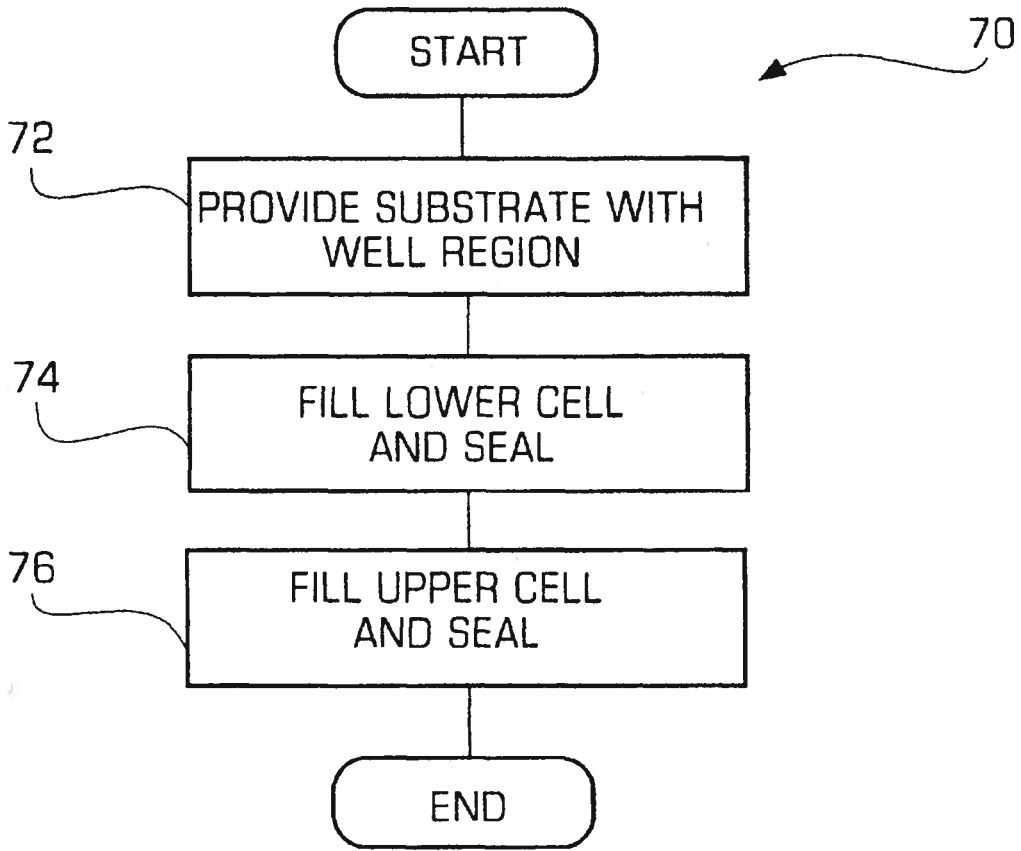 START
70
72
PROVIDE SUBSTRATE WITH
WELL REGION
74
FILL LOWER CELL
AND SEAL
76
FILL UPPER CELL
AND SEAL
END